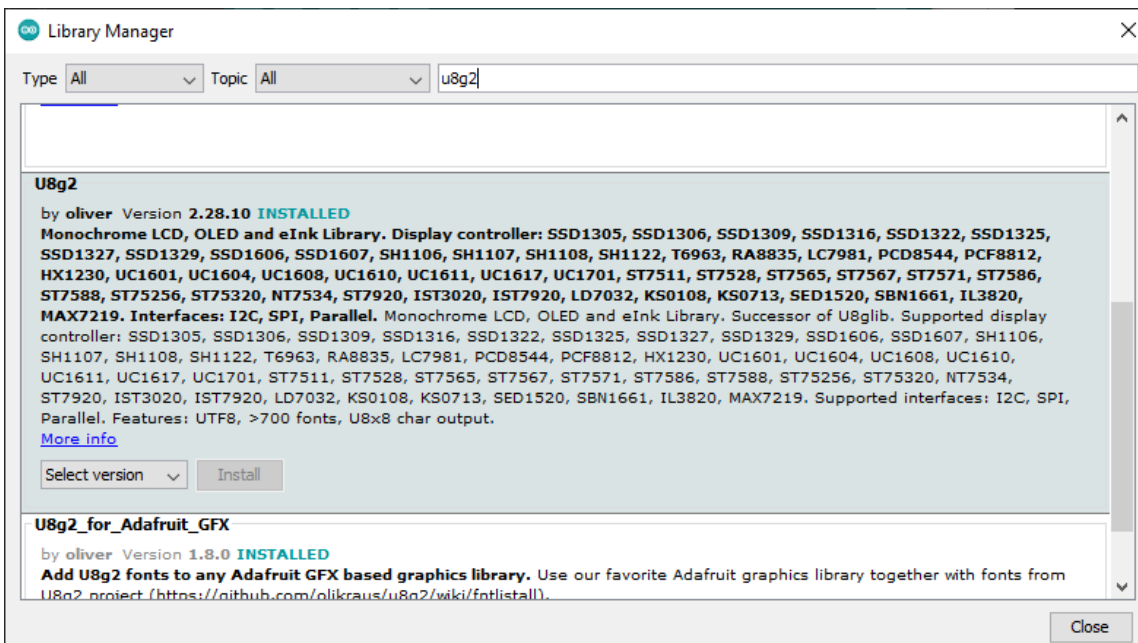 Library Manager
Type All Topic All u8g2
U8g2
by oliver Version 2.28.10 INSTALLED
Monochrome LCD, OLED and eInk Library. Display controller: SSD1305, SSD1306, SSD1309, SSD1316, SSD1322, SSD1325,
SSD1327, SSD1329, SSD1606, SSD1607, SH1106, SH1107, SH1108, SH1122, T6963, RA8835, LC7981, PCD8544, PCF8812,
HX1230, UC1601, UC1604, UC1608, UC1610, UC1611, UC1617, UC1701, ST7511, ST7528, ST7565, ST7567, ST7571, ST7586,
ST7588, ST75256, ST75320, NT7534, ST7920, IST3020, IST7920, LD7032, KS0108, KS0713, SED1520, SBN1661, IL3820,
MAX7219. Interfaces: I2C, SPI, Parallel. Monochrome LCD, OLED and eInk Library. Successor of U8glib. Supported display
controller: SSD1305, SSD1306, SSD1309, SSD1316, SSD1322, SSD1325, SSD1327, SSD1329, SSD1606, SSD1607, SH1106,
SH1107, SH1108, SH1122, T6963, RA8835, LC7981, PCD8544, PCF8812, HX1230, UC1601, UC1604, UC1608, UC1610,
UC1611, UC1617, UC1701, ST7511, ST7528, ST7565, ST7567, ST7571, ST7586, ST7588, ST75256, ST75320, NT7534,
ST7920, IST3020, IST7920, LD7032, KS0108, KS0713, SED1520, SBN1661, IL3820, MAX7219. Supported interfaces: I2C, SPI,
Parallel. Features: UTF8, >700 fonts, U8x8 char output.
More info
Select version Install
U8g2_for_Adafruit_GFX
by oliver Version 1.8.0 INSTALLED
Add U8g2 fonts to any Adafruit GFX based graphics library. Use our favorite Adafruit graphics library together with fonts from
U8g2 project (https://github.com/olikraus/u8g2/wiki/fntlistall).
Close